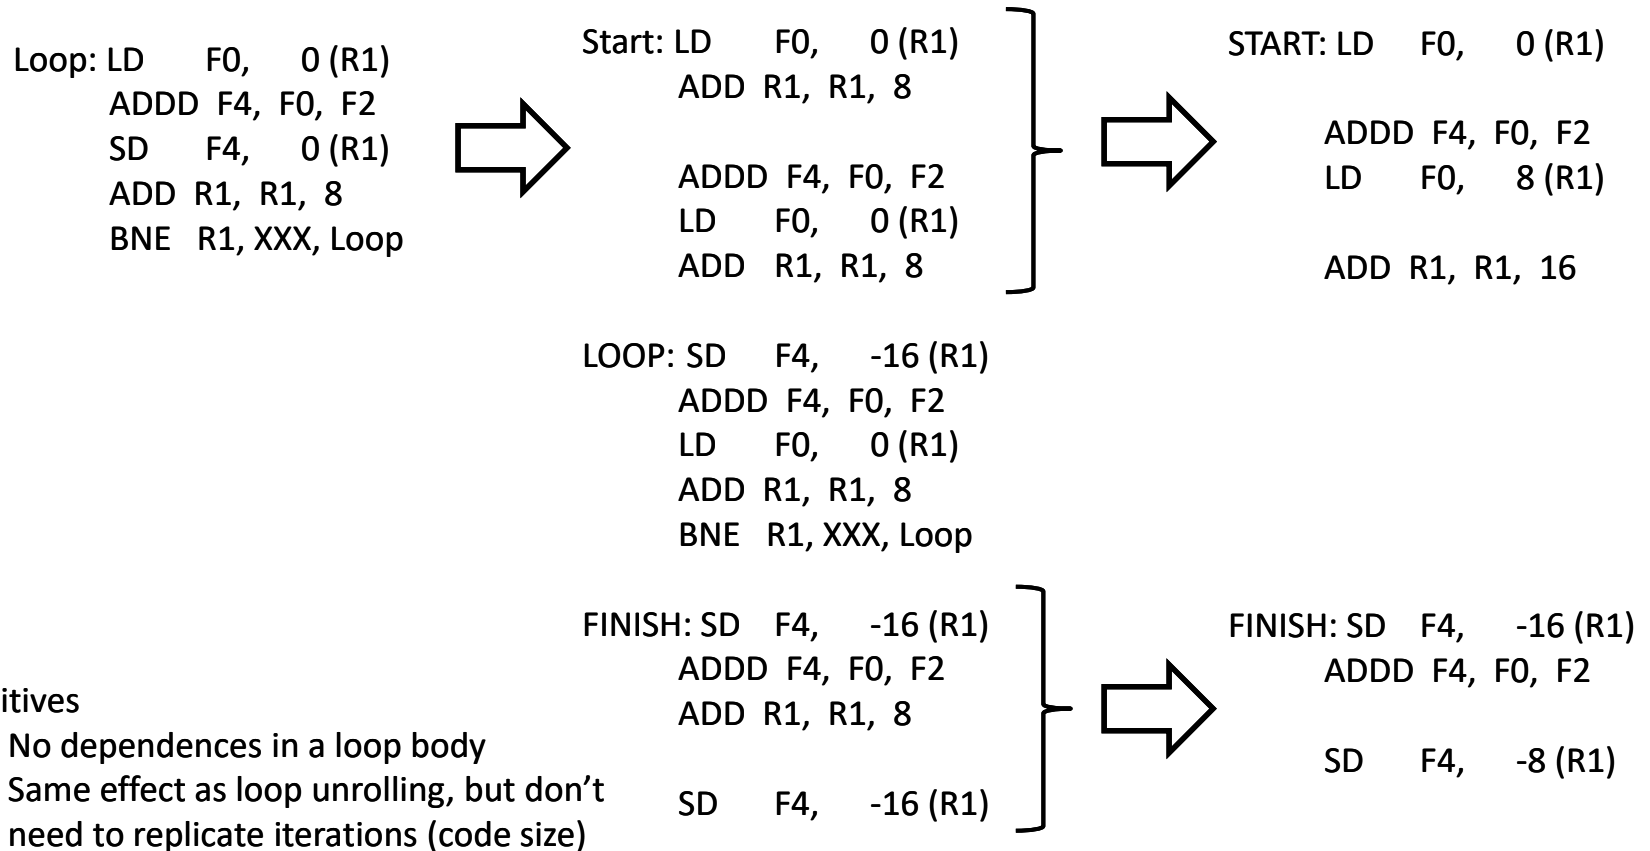 Loop: LD F0, 0 (R1)
ADDD F4, F0, F2
SD F4, 0 (R1)
ADD R1, R1, 8
BNE R1, XXX, Loop
Start: LD F0, 0 (R1)
ADD R1, R1, 8
ADDD F4, F0, F2
LD F0, 0 (R1)
ADD R1, R1, 8
LOOP: SD F4, -16 (R1)
ADDD F4, F0, F2
LD F0, 0 (R1)
ADD R1, R1, 8
BNE R1, XXX, Loop
FINISH: SD F4, -16 (R1)
ADDD F4, F0, F2
ADD R1, R1, 8
SD F4, -16 (R1)
START: LD F0, 0 (R1)
ADDD F4, F0, F2
LD F0, 8 (R1)
ADD R1, R1, 16
FINISH: SD F4, -16 (R1)
ADDD F4, F0, F2
SD F4, -8 (R1)
itives
No dependences in a loop body
Same effect as loop unrolling, but don't
need to replicate iterations (code size)